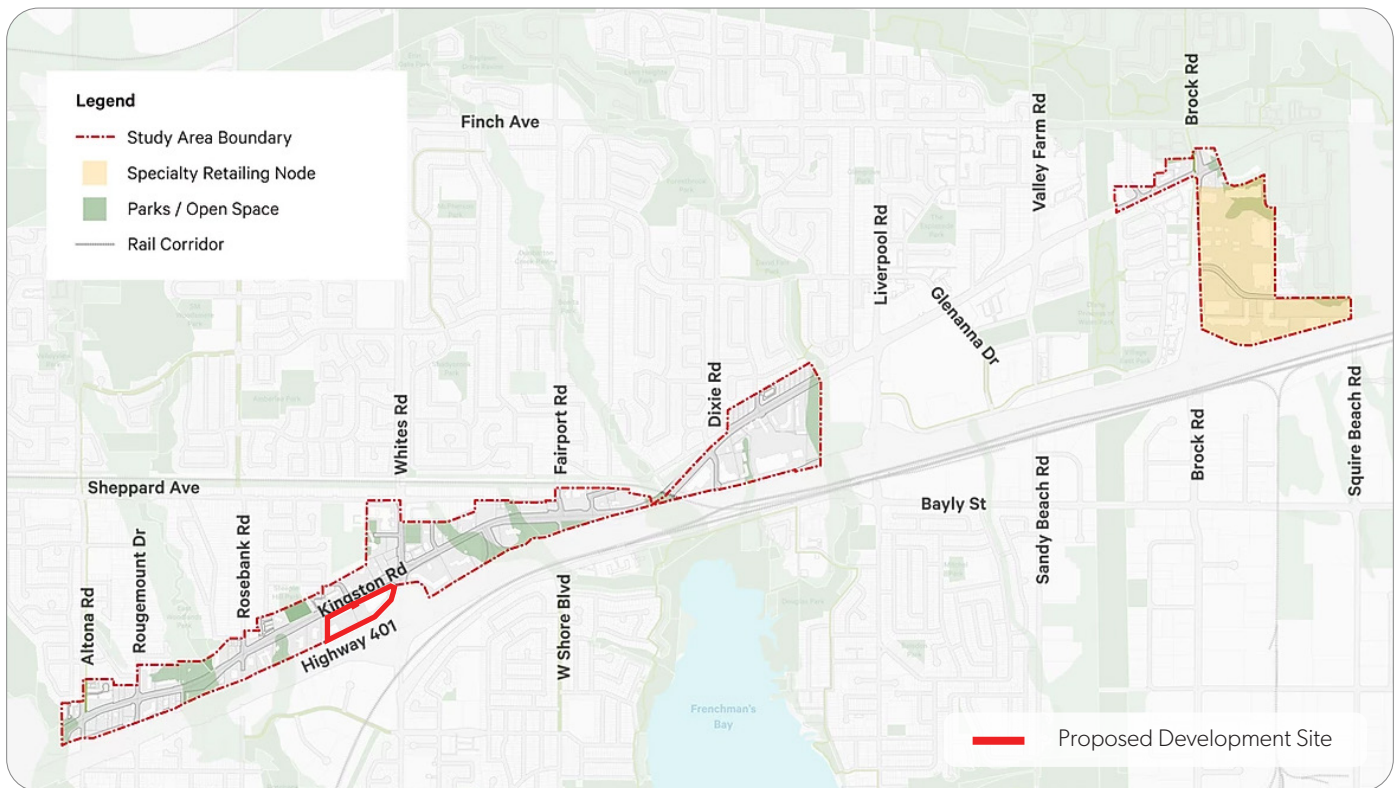 Legend
Study Area Boundary
Specialty Retailing Node
Parks / Open Space
Rail Corridor
Finch Ave
Valley Farm Rd
Brock Rd
Liverpool Rd
Glenanna Dr
Dixie Rd
Fairport Rd
Whites Rd
Sheppard Ave
Brock Rd
Squire Beach Rd
Bayly St
Sandy Beach Rd
Rosebank Rd
Rougemount Dr
Altona Rd
Kingston Rd
Highway 401
W Shore Blvd
Frenchman's
Bay
Proposed Development Site